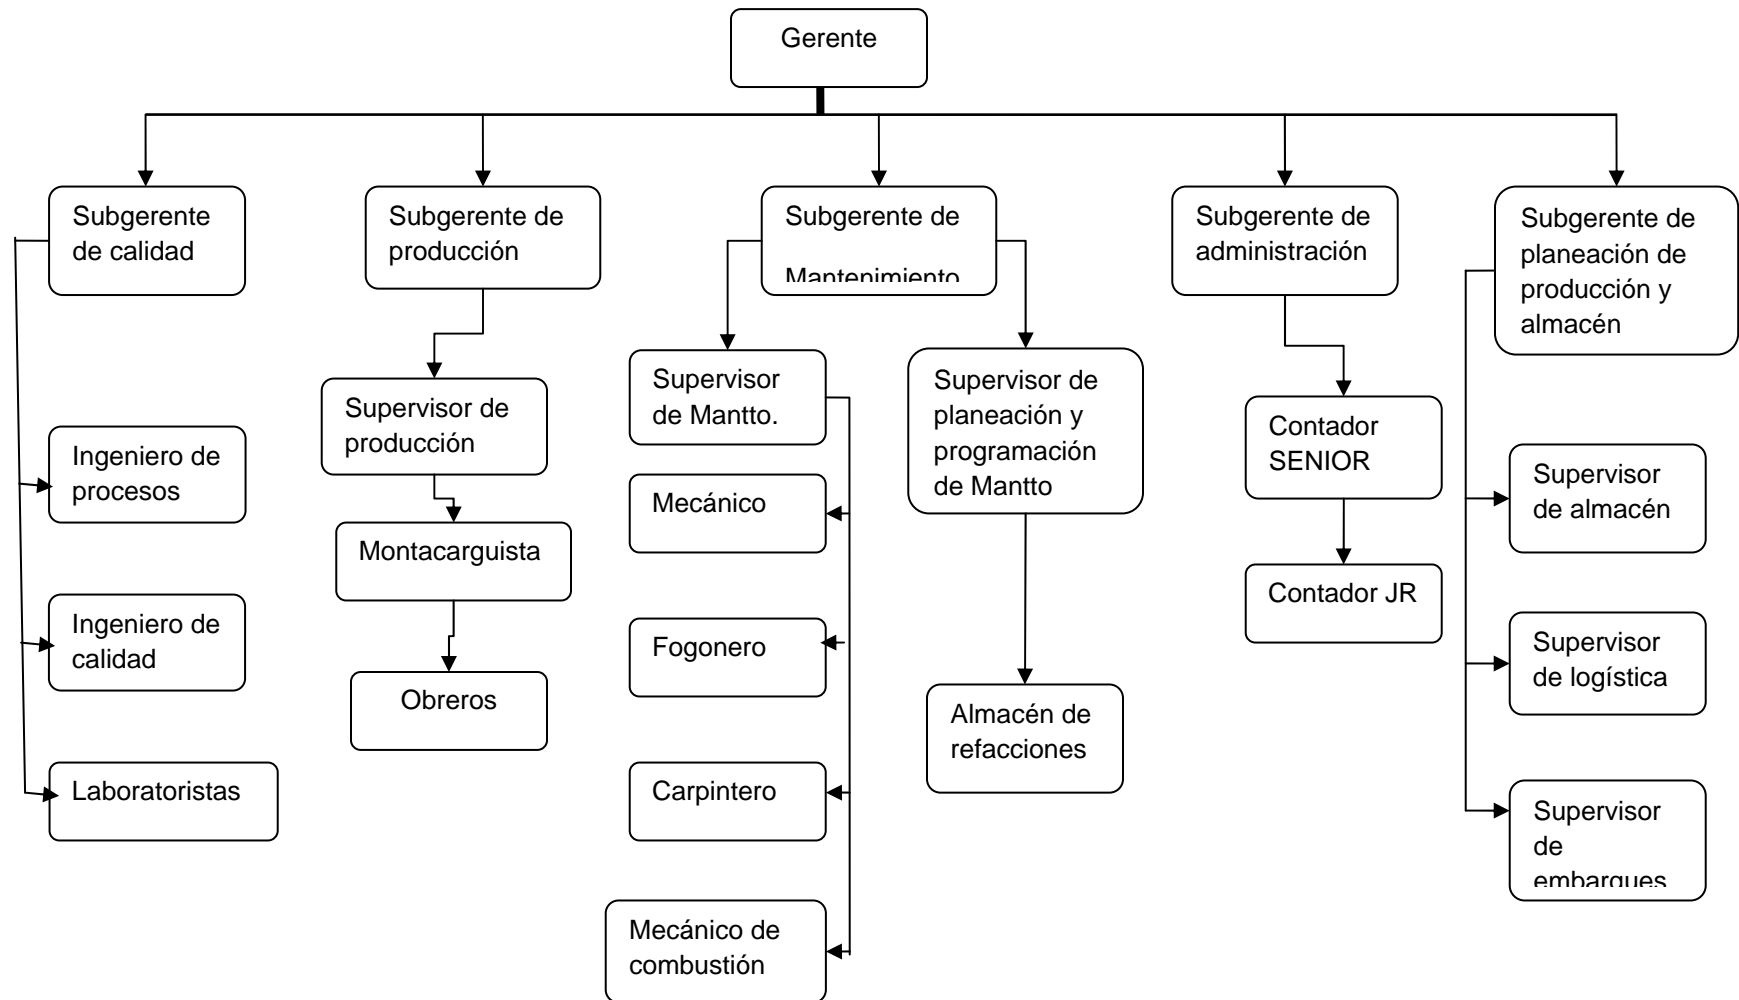 Gerente
Subgerente
de calidad
Subgerente de
producción
Subgerente de
Mantenimiento
Subgerente de
administración
Subgerente de
planeación de
producción y
almacén
Ingeniero de
procesos
Ingeniero de
calidad
Laboratoristas
Supervisor de
producción
Montacarguista
Obreros
Supervisor
de Mantto.
Mecánico
Fogonero
Carpintero
Mecánico de
combustión
Supervisor de
planeación y
programación
de Mantto
Almacén de
refacciones
Contador
SENIOR
Contador JR
Supervisor
de almacén
Supervisor
de logística
Supervisor
de
embarques